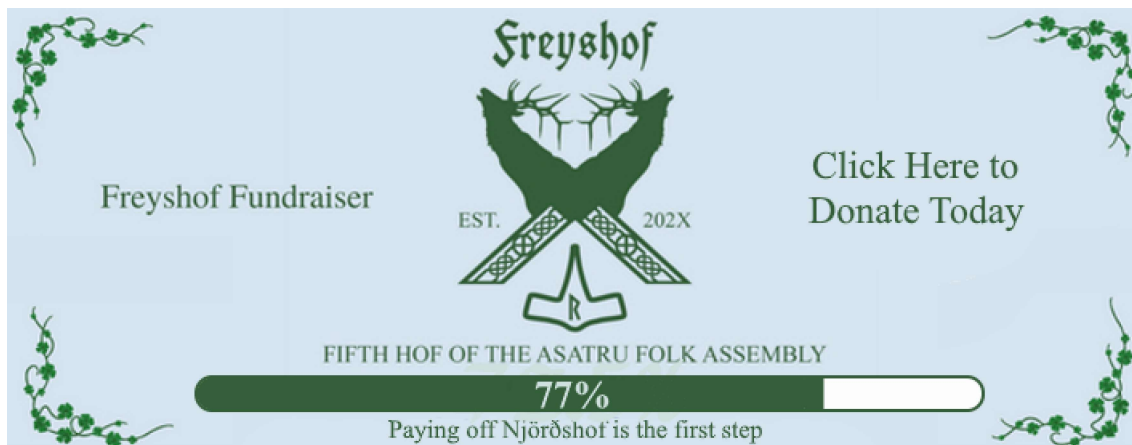 Freyshof
Freyshof Fundraiser
Click Here to
Donate Today
EST. 202X
ᚱ
FIFTH HOF OF THE ASATRU FOLK ASSEMBLY
77%
Paying off Njörðshof is the first step